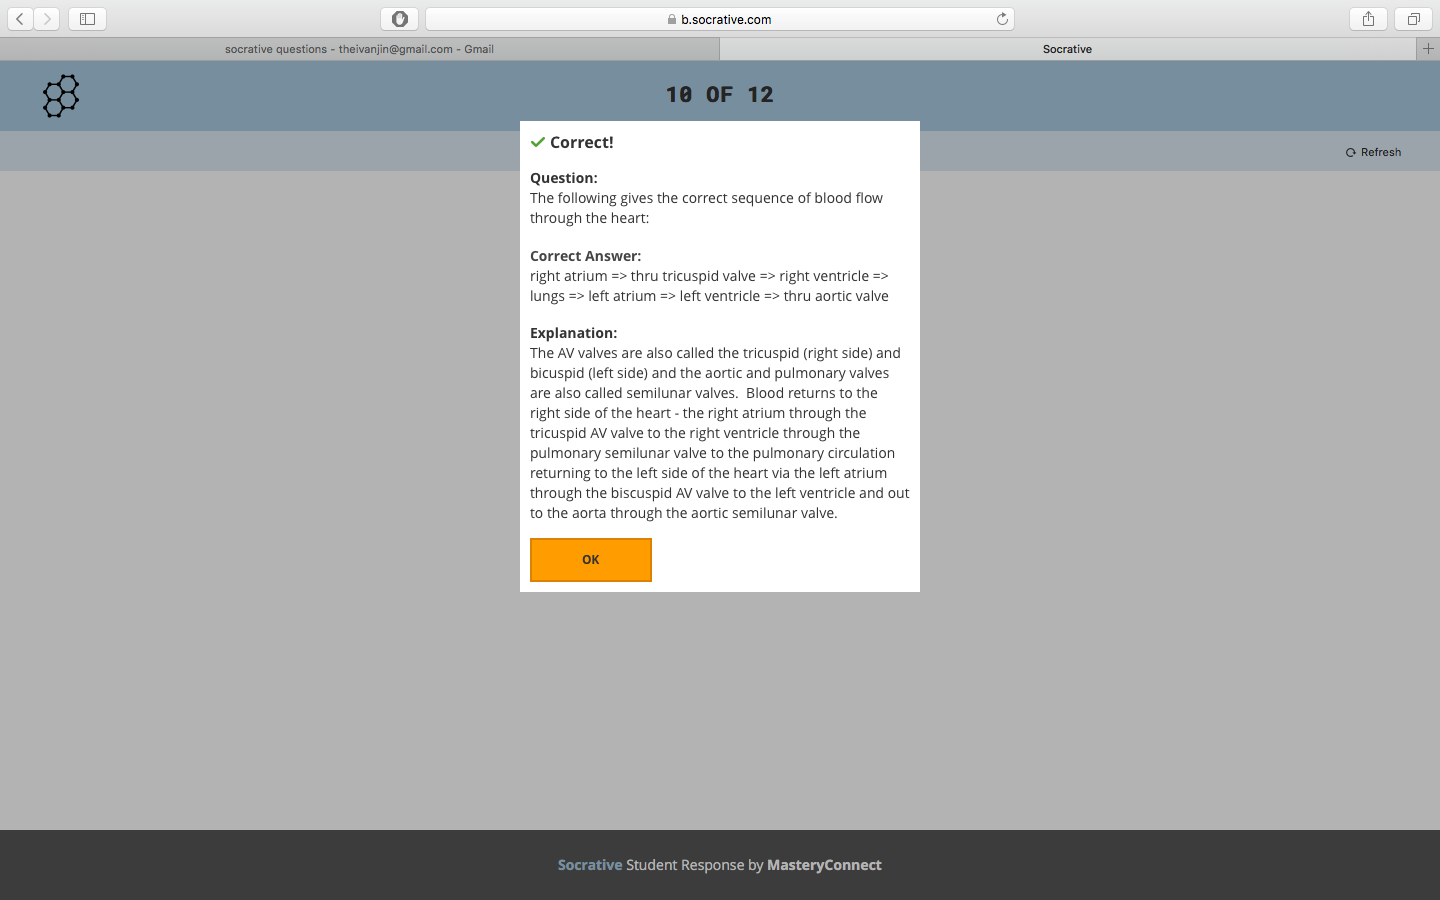 b.socrative.com
socrative questions - theivanjin@gmail.com - Gmail
Socrative
10 OF 12
Refresh
Correct!
Question:
The following gives the correct sequence of blood flow
through the heart:
Correct Answer:
right atrium => thru tricuspid valve => right ventricle =>
lungs => left atrium => left ventricle => thru aortic valve
Explanation:
The AV valves are also called the tricuspid (right side) and
bicuspid (left side) and the aortic and pulmonary valves
are also called semilunar valves.  Blood returns to the
right side of the heart - the right atrium through the
tricuspid AV valve to the right ventricle through the
pulmonary semilunar valve to the pulmonary circulation
returning to the left side of the heart via the left atrium
through the biscuspid AV valve to the left ventricle and out
to the aorta through the aortic semilunar valve.
OK
Socrative Student Response by MasteryConnect